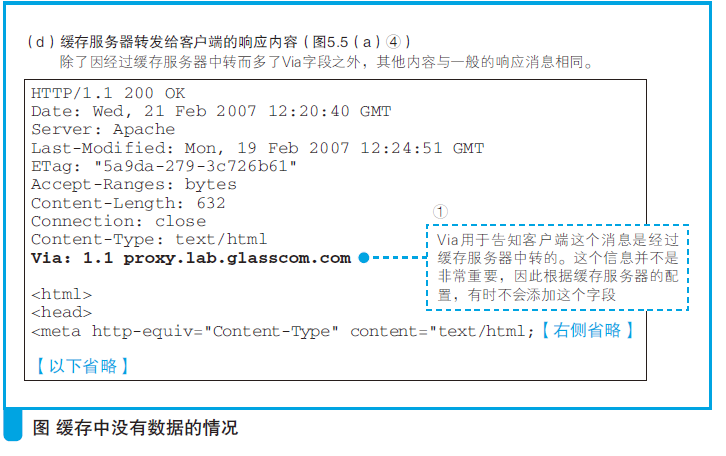 （d）缓存服务器转发给客户端的响应内容（图5.5（a）④）
除了因经过缓存服务器中转而多了Via字段之外，其他内容与一般的响应消息相同。
HTTP/1.1 200 OK
Date: Wed, 21 Feb 2007 12:20:40 GMT
Server: Apache
Last-Modified: Mon, 19 Feb 2007 12:24:51 GMT
ETag: "5a9da-279-3c726b61"
Accept-Ranges: bytes
Content-Length: 632
Connection: close
Content-Type: text/html
Via: 1.1 proxy.lab.glasscom.com
①
Via用于告知客户端这个消息是经过
缓存服务器中转的。这个信息并不是
非常重要，因此根据缓存服务器的配
置，有时不会添加这个字段
<html>
<head>
<meta http-equiv="Content-Type" content="text/html;【右侧省略】
【以下省略】
图 缓存中没有数据的情况